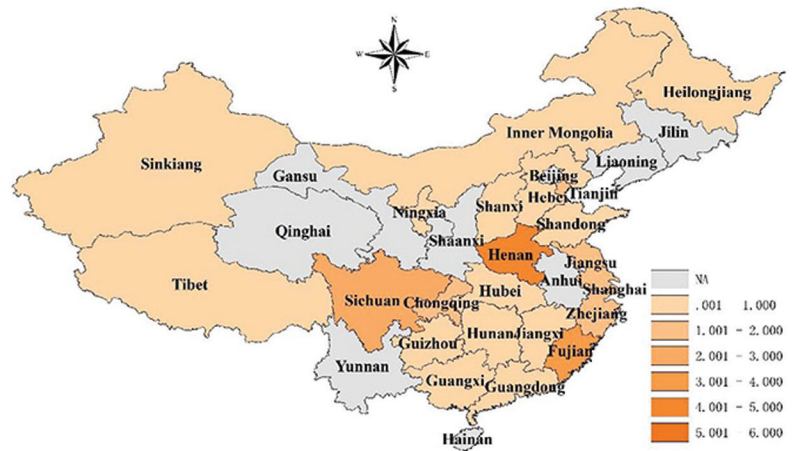 N
W E
S
Heilongjiang
Inner Mongolia
Jilin
Sinkiang
Liaoning
Gansu
Beijing
Tianjin
Hebei
Ningxia
Shanxi
Shandong
Qinghai
Shaanxi
Henan
Jiangsu
Anhui
Tibet
Shanghai
Hubei
Sichuan
Chongqing
Zhejiang
Hunan
Jiangxi
Guizhou
Fujian
Yunnan
Guangxi
Guangdong
Hainan
NA
.001 1.000
1.001 - 2.000
2.001 - 3.000
3.001 - 4.000
4.001 - 5.000
5.001 - 6.000